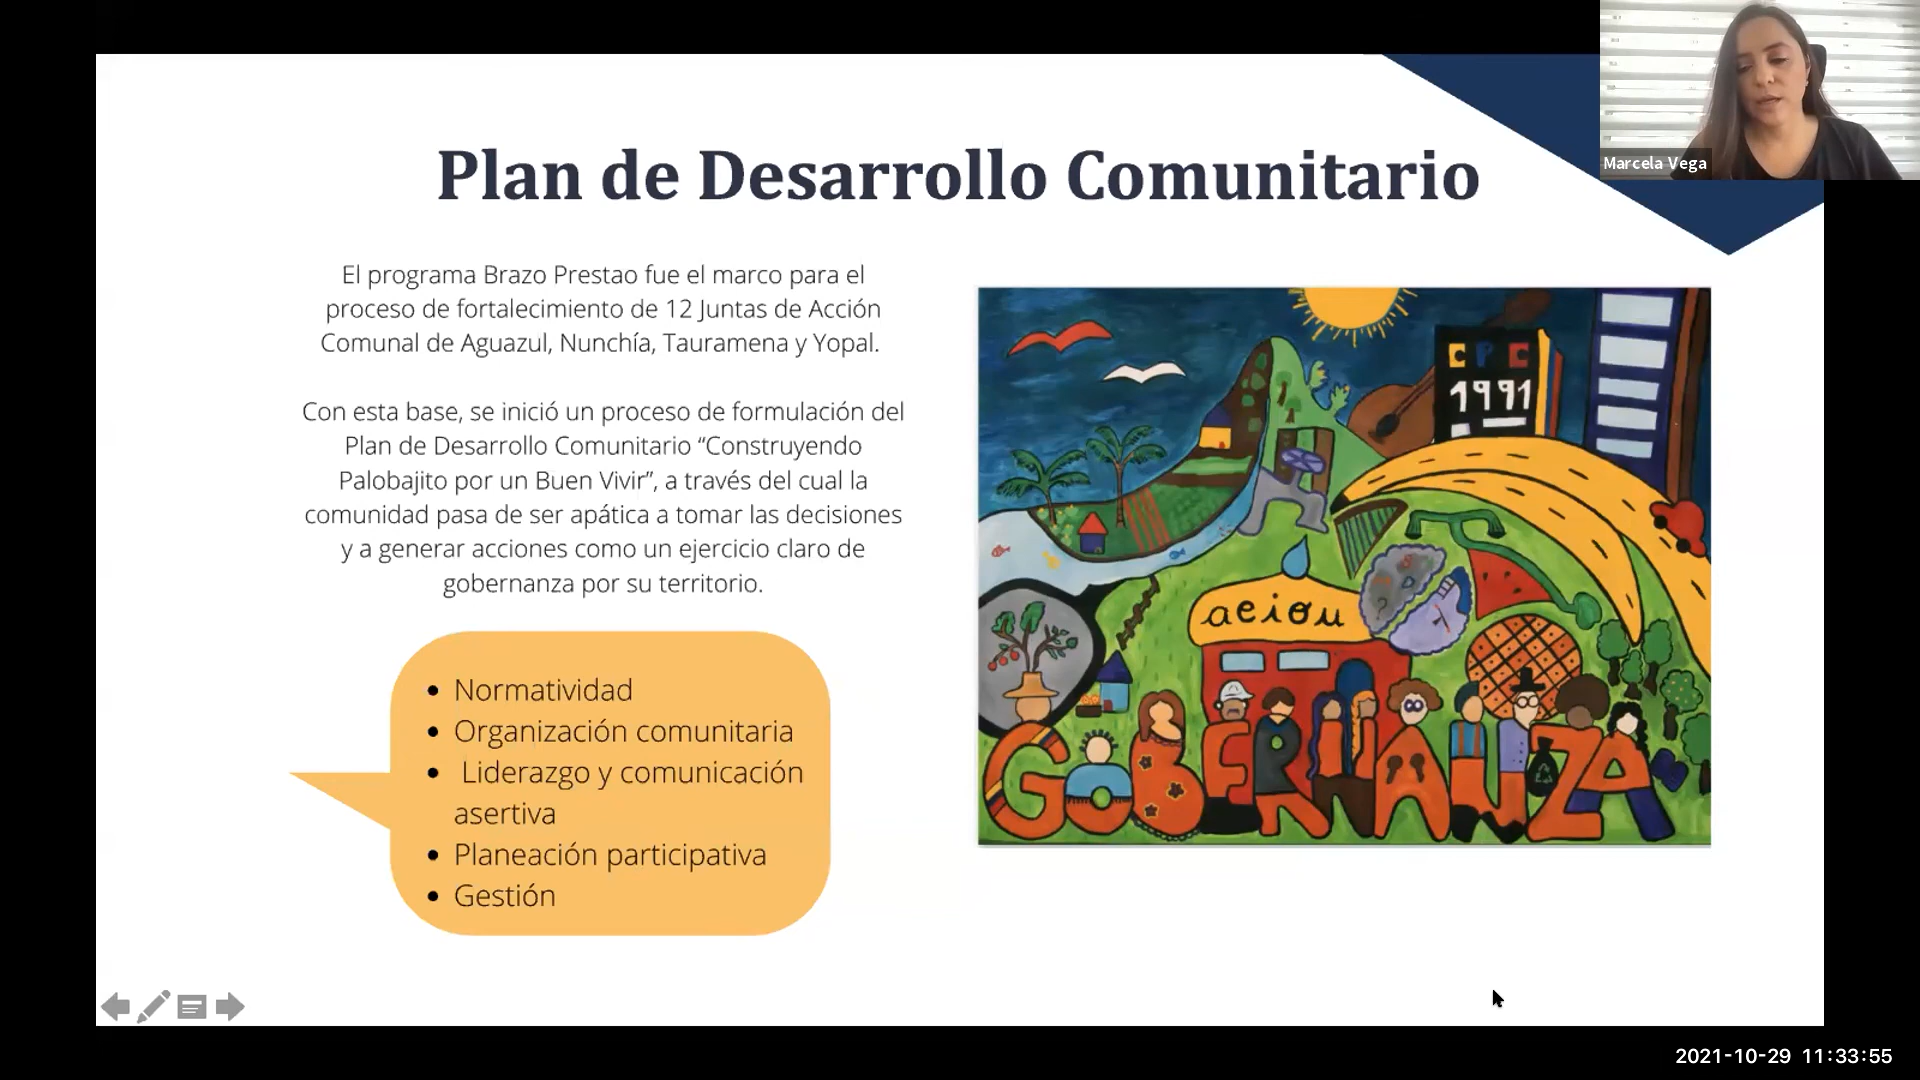 Marcela Vega
Plan de Desarrollo Comunitario
El programa Brazo Prestao fue el marco para el
proceso de fortalecimiento de 12 Juntas de Acción
Comunal de Aguazul, Nunchía, Tauramena y Yopal.
Con esta base, se inició un proceso de formulación del
Plan de Desarrollo Comunitario “Construyendo
Palobajito por un Buen Vivir”, a través del cual la
comunidad pasa de ser apática a tomar las decisiones
y a generar acciones como un ejercicio claro de
gobernanza por su territorio.
• Normatividad
• Organización comunitaria
• Liderazgo y comunicación
asertiva
• Planeación participativa
• Gestión
CPC
1991
aeiou
GOBERNANZA
2021-10-29 11:33:55